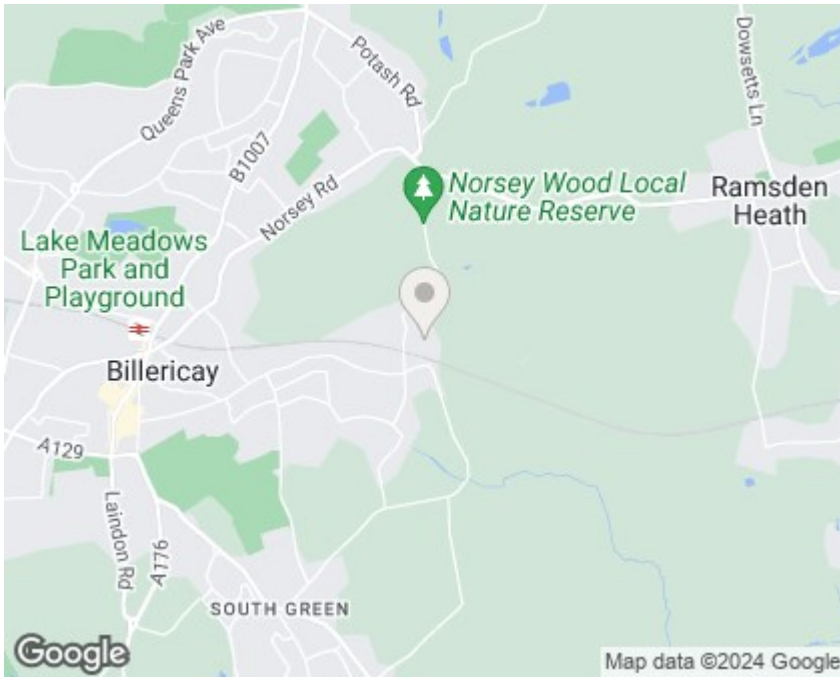 Queens Park Ave
Potash Rd
Dowsetts Ln
B1007
Norsey Rd
Norsey Wood Local
Nature Reserve
Ramsden
Heath
Lake Meadows
Park and
Playground
Billericay
A129
Laindon Rd
A176
SOUTH GREEN
Google
Map data ©2024 Google